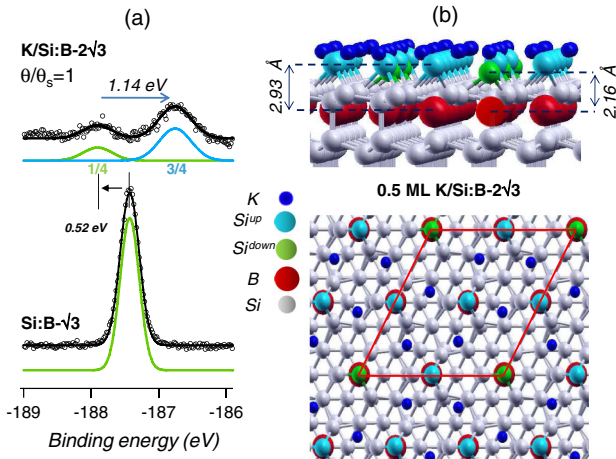 (a)
K/Si:B-2√3
θ/θs=1
1.14 eV
1/4
3/4
0.52 eV
Si:B-√3
-189
-188
-187
-186
Binding energy (eV)
(b)
2.93 Å
2.16 Å
0.5 ML K/Si:B-2√3
K
Si^up
Si^down
B
Si